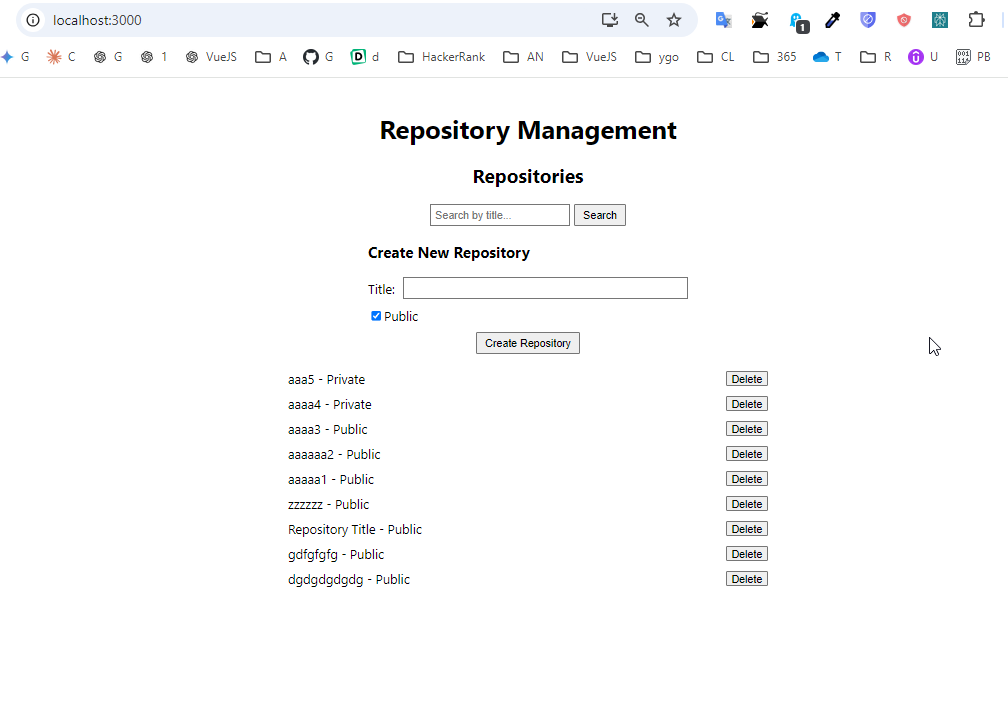 localhost:3000
1
G C G 1 VueJS A G d HackerRank AN VueJS ygo CL 365 T R U PB
Repository Management
Repositories
Search by title... Search
Create New Repository
Title:
Public
Create Repository
aaa5 - Private Delete
aaaa4 - Private Delete
aaaa3 - Public Delete
aaaaaa2 - Public Delete
aaaaa1 - Public Delete
zzzzzz - Public Delete
Repository Title - Public Delete
gdfgfgfg - Public Delete
dgdgdgdgdg - Public Delete